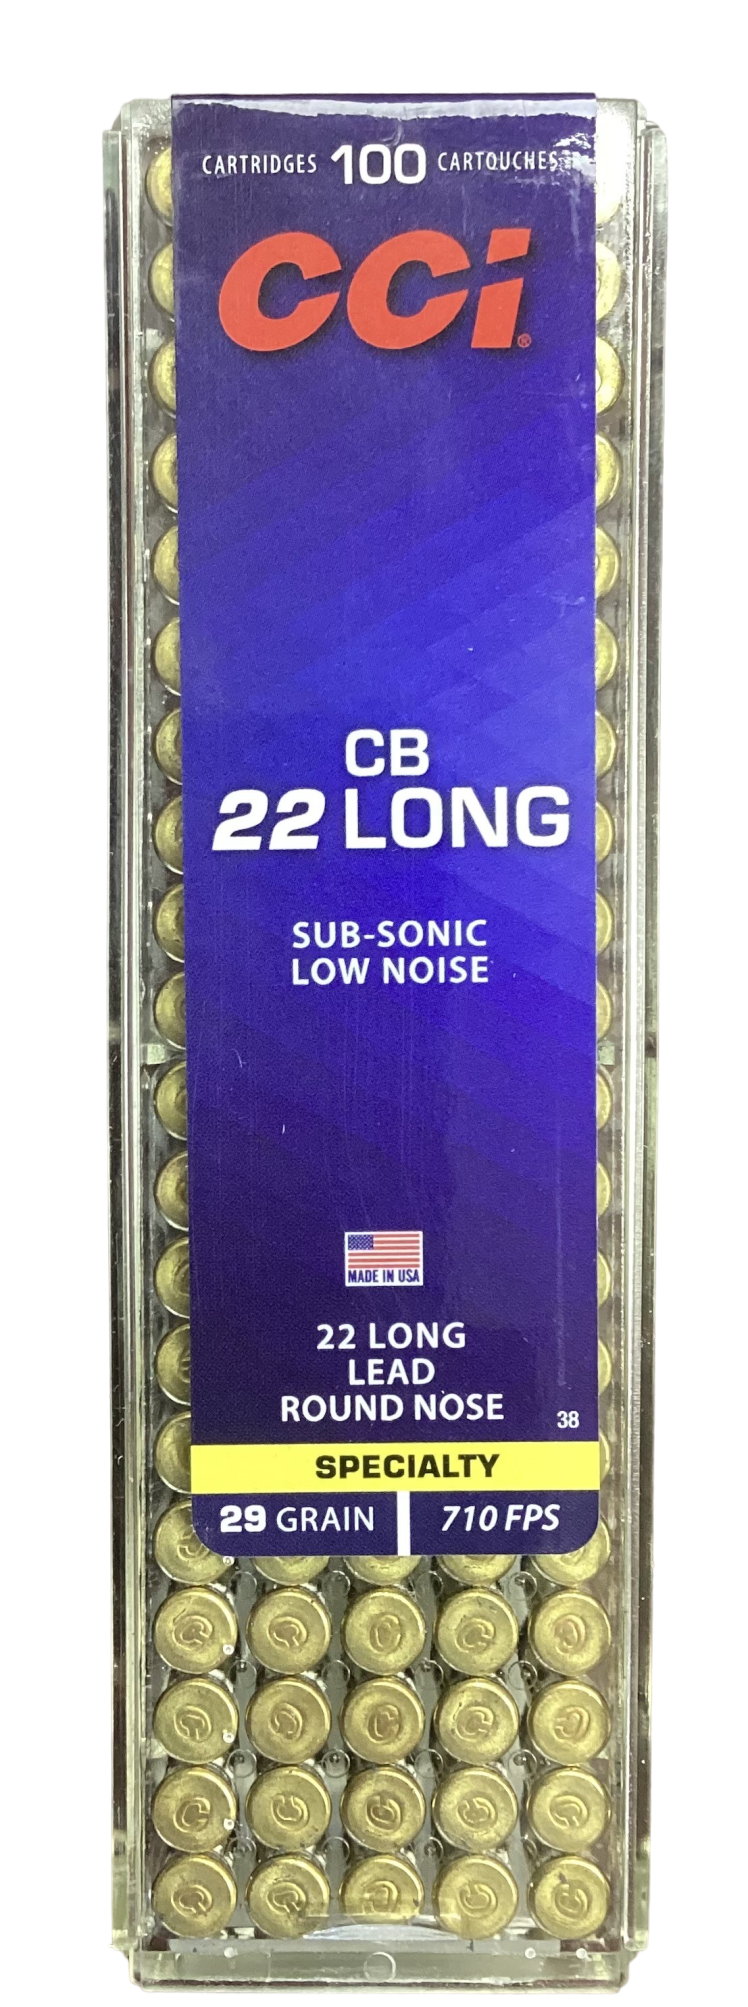 CARTRIDGES 100 CARTOUCHES
CCI®
CB
22 LONG
SUB-SONIC
LOW NOISE
MADE IN USA
22 LONG
LEAD
ROUND NOSE
38
SPECIALTY
29 GRAIN 710 FPS
C C C C C
C C C C C
C C C C C
C C C C C